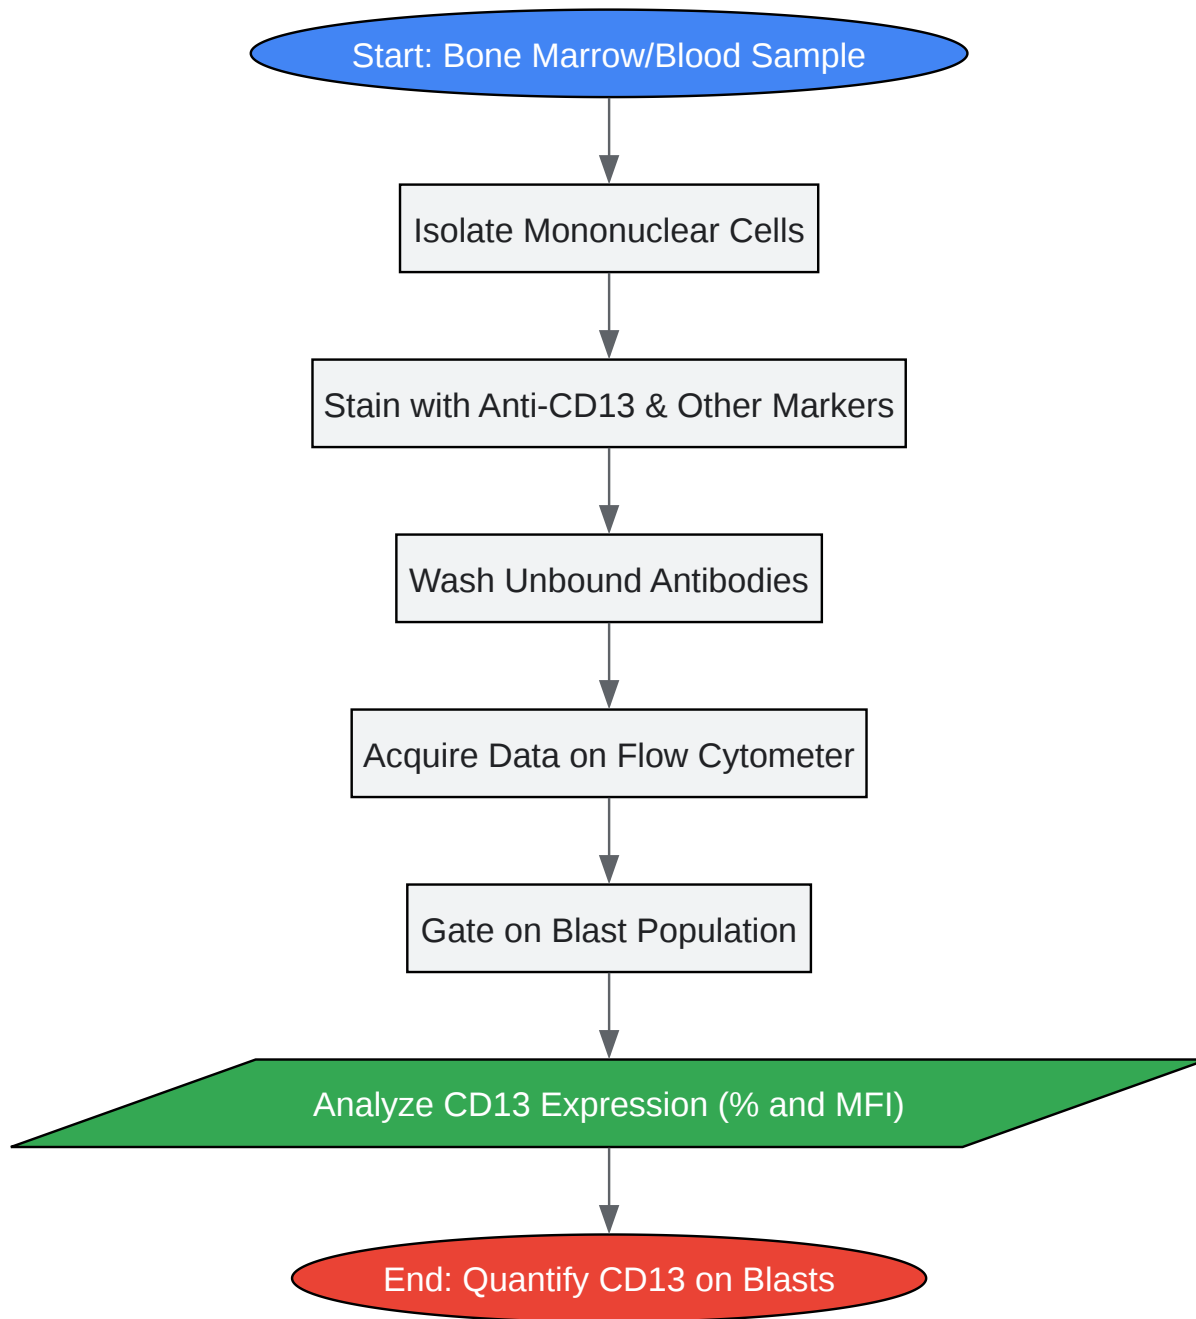 Start: Bone Marrow/Blood Sample
Isolate Mononuclear Cells
Stain with Anti-CD13 & Other Markers
Wash Unbound Antibodies
Acquire Data on Flow Cytometer
Gate on Blast Population
Analyze CD13 Expression (% and MFI)
End: Quantify CD13 on Blasts